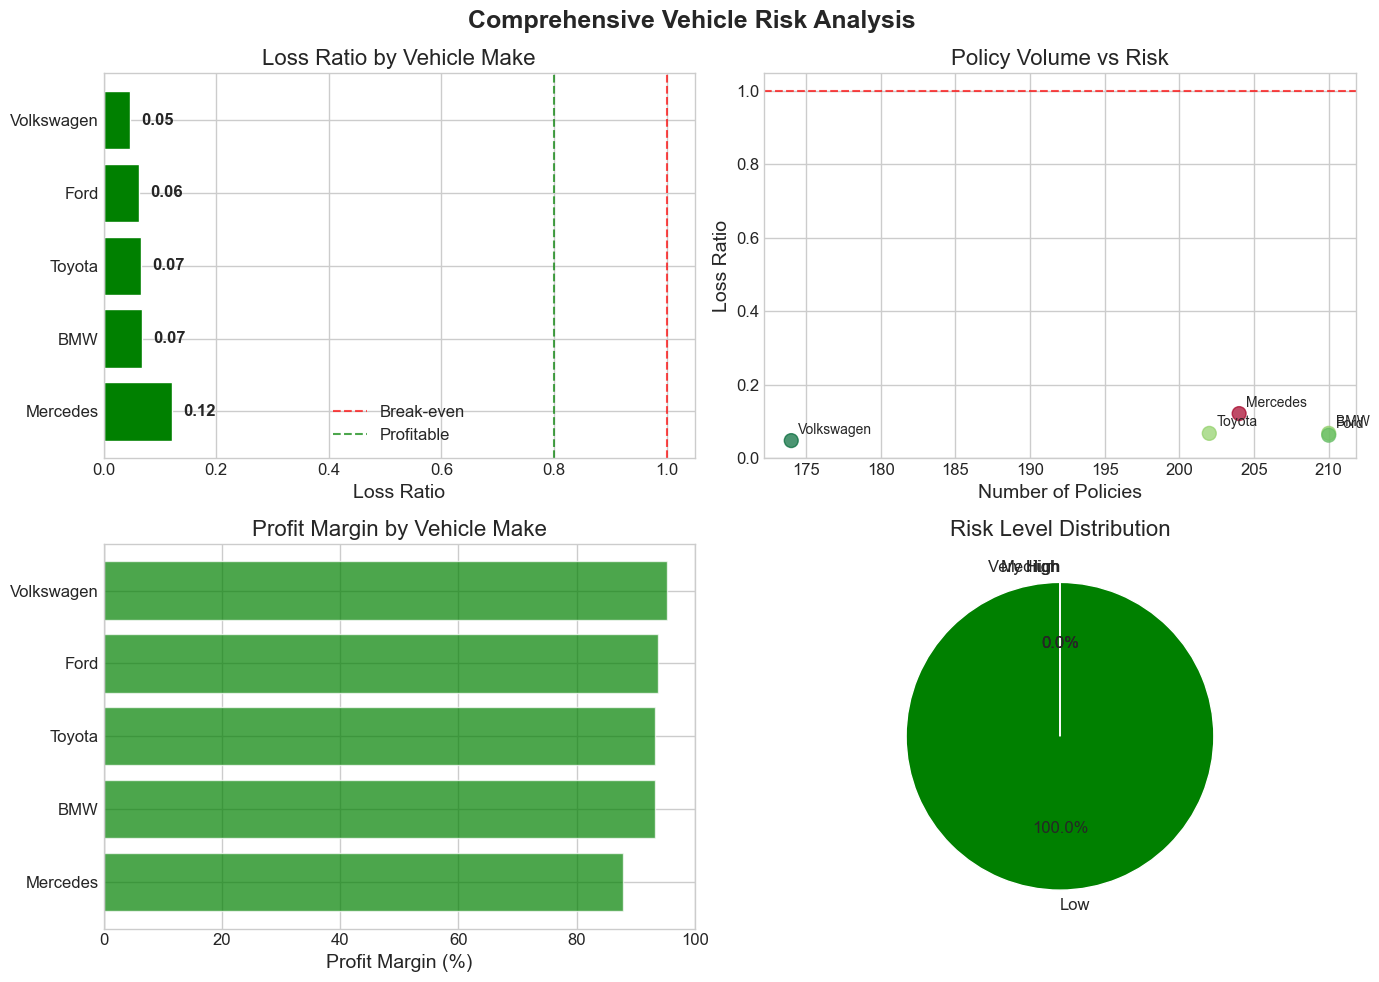 Comprehensive Vehicle Risk Analysis
Loss Ratio by Vehicle Make
Volkswagen
0.05
Ford
0.06
Toyota
0.07
BMW
0.07
Mercedes
0.12
Break-even
Profitable
0.0 0.2 0.4 0.6 0.8 1.0
Loss Ratio
Policy Volume vs Risk
Loss Ratio
1.0
0.8
0.6
0.4
0.2
0.0
Mercedes
Toyota
BMW
Ford
Volkswagen
175 180 185 190 195 200 205 210
Number of Policies
Profit Margin by Vehicle Make
Volkswagen
Ford
Toyota
BMW
Mercedes
0 20 40 60 80 100
Profit Margin (%)
Risk Level Distribution
Very High
Medium
High
0.0%
100.0%
Low